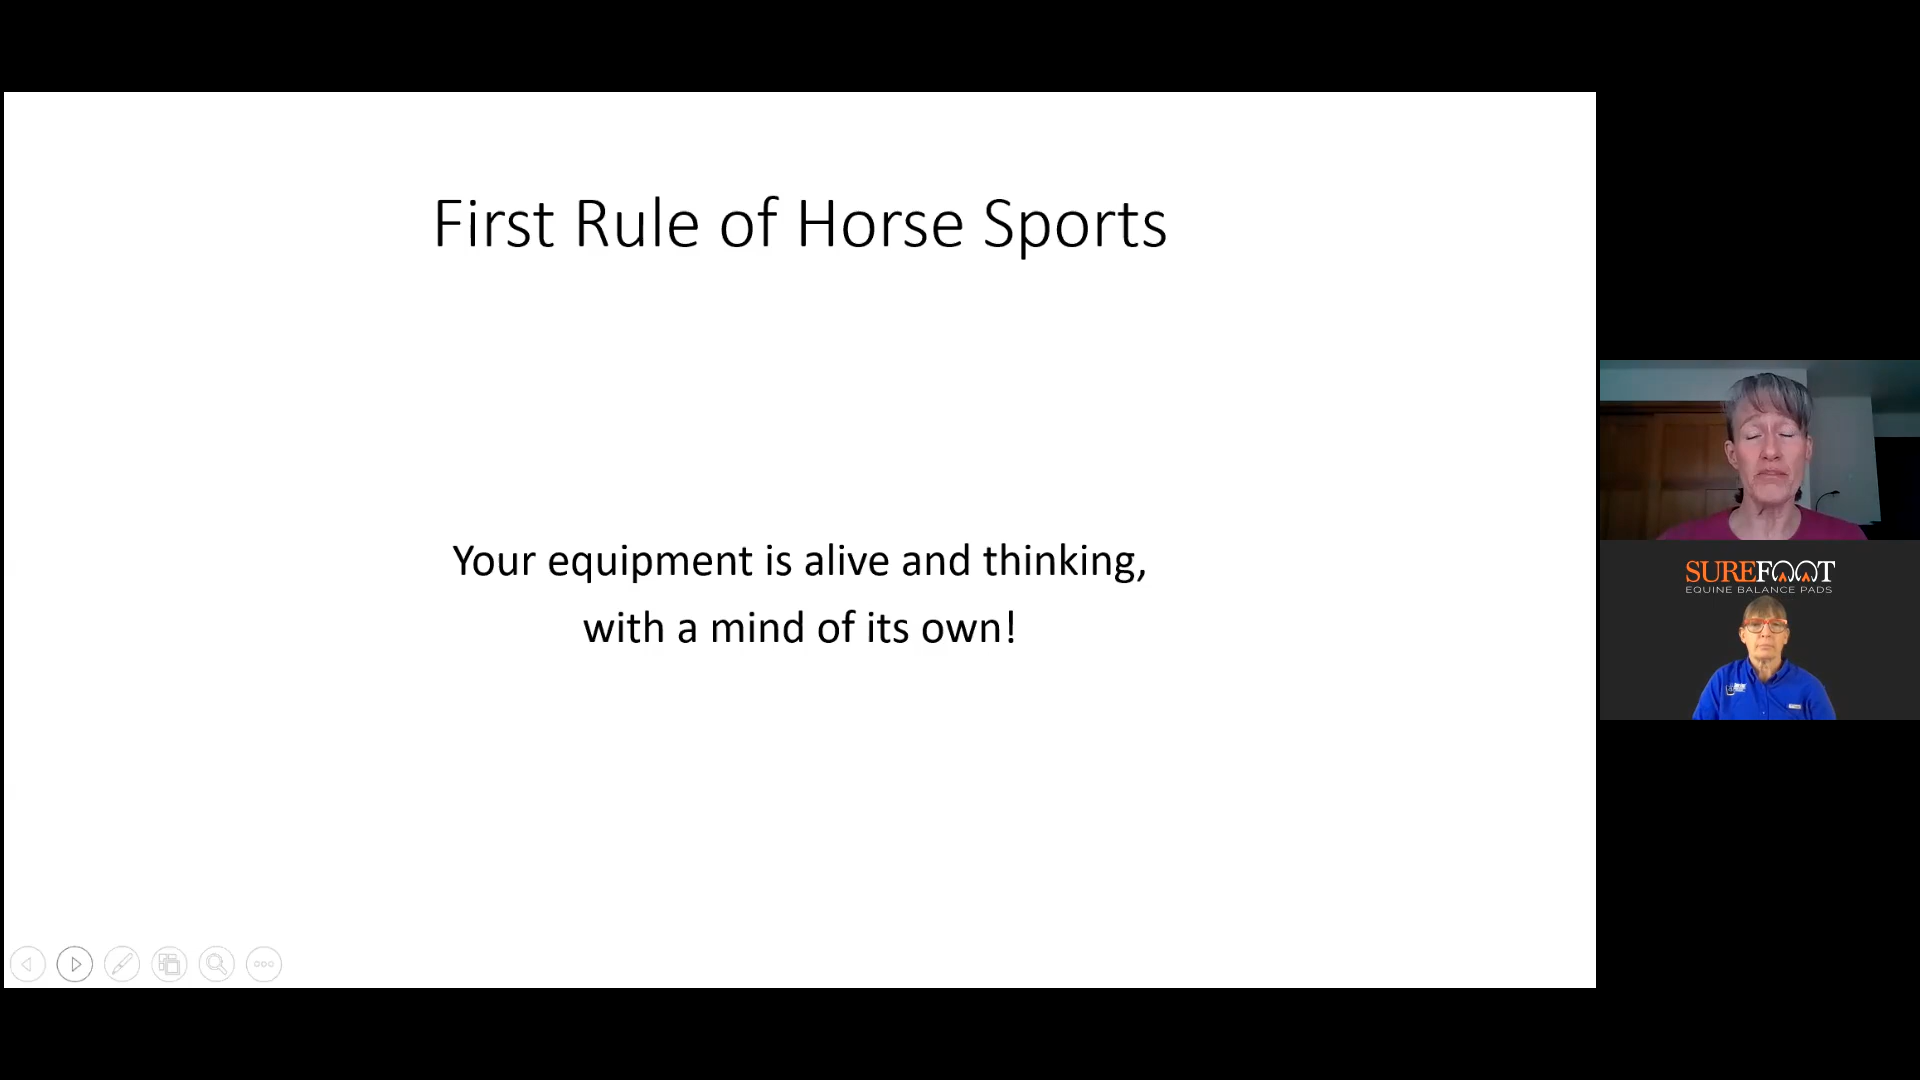 First Rule of Horse Sports
Your equipment is alive and thinking,
with a mind of its own!
SUREFOOT
EQUINE BALANCE PADS